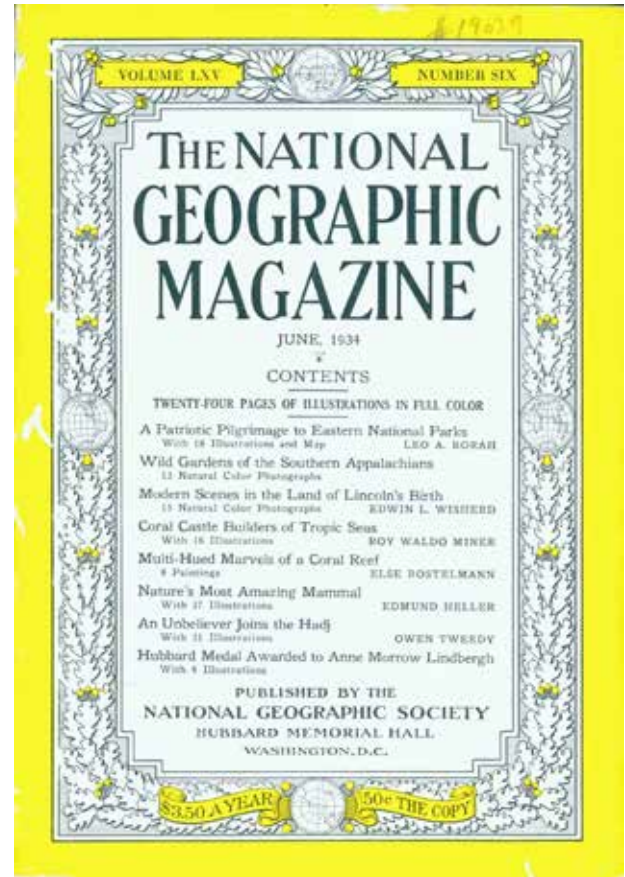 VOLUME LXV
NUMBER SIX
THE NATIONAL
GEOGRAPHIC
MAGAZINE
JUNE, 1934
CONTENTS
TWENTY-FOUR PAGES OF ILLUSTRATIONS IN FULL COLOR
A Patriotic Pilgrimage to Eastern National Parks
With 18 Illustrations and Map LEO A. BORAH
Wild Gardens of the Southern Appalachians
12 Natural Color Photographs
Modern Scenes in the Land of Lincoln's Birth
13 Natural Color Photographs EDWIN L. WISHERD
Coral Castle Builders of Tropic Seas
With 16 Illustrations ROY WALDO MINER
Multi-Hued Marvels of a Coral Reef
8 Paintings ELSE BOSTELMANN
Nature's Most Amazing Mammal
With 27 Illustrations EDMUND HELLER
An Unbeliever Joins the Hadj
With Illustrations OWEN TWEEDY
Hubbard Medal Awarded to Anne Morrow Lindbergh
With Illustrations
PUBLISHED BY THE
NATIONAL GEOGRAPHIC SOCIETY
HUBBARD MEMORIAL HALL
WASHINGTON, D.C.
$3.50 A YEAR
50¢ THE COPY